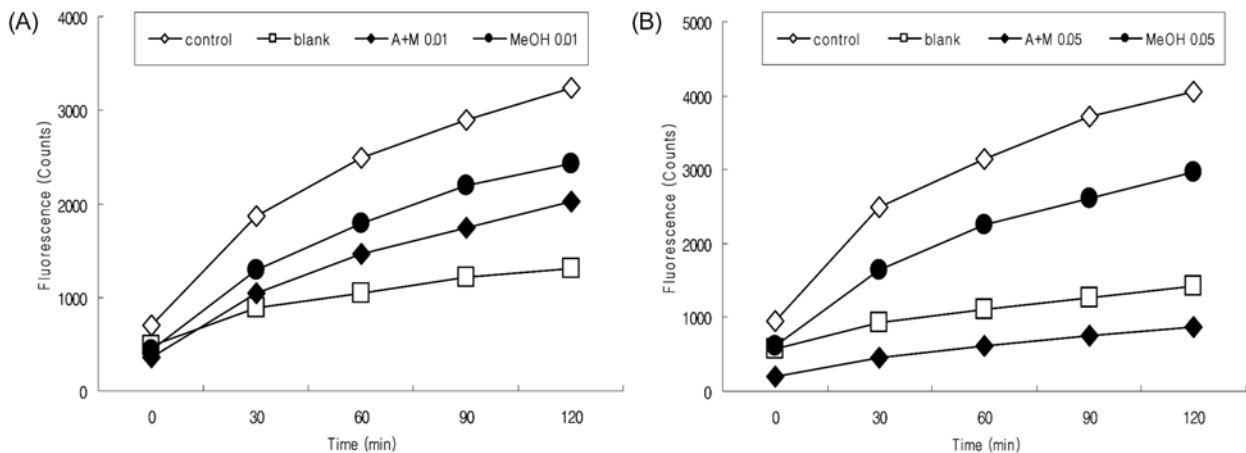 (A)
control blank A+M 0.01 MeOH 0.01
4000
3000
2000
1000
0
Fluorescence (Counts)
0 30 60 90 120
Time (min)
(B)
control blank A+M 0.05 MeOH 0.05
5000
4000
3000
2000
1000
0
Fluorescence (Counts)
0 30 60 90 120
Time (min)